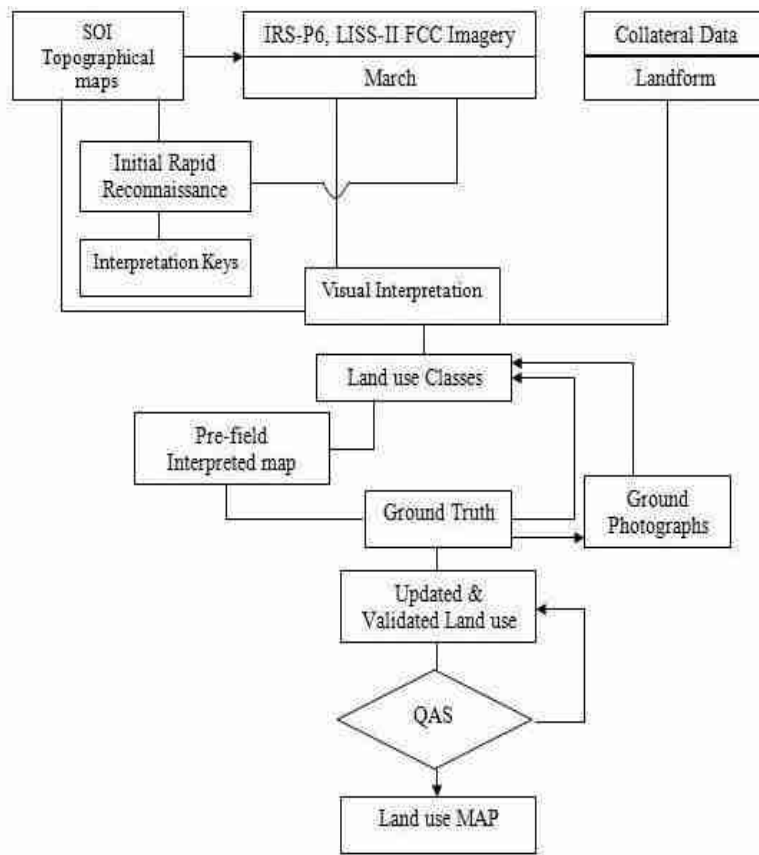 SOI
Topographical
maps
IRS-P6, LISS-II FCC Imagery
March
Collateral Data
Landform
Initial Rapid
Reconnaissance
Interpretation Keys
Visual Interpretation
Land use Classes
Pre-field
Interpreted map
Ground Truth
Ground
Photographs
Updated &
Validated Land use
QAS
Land use MAP